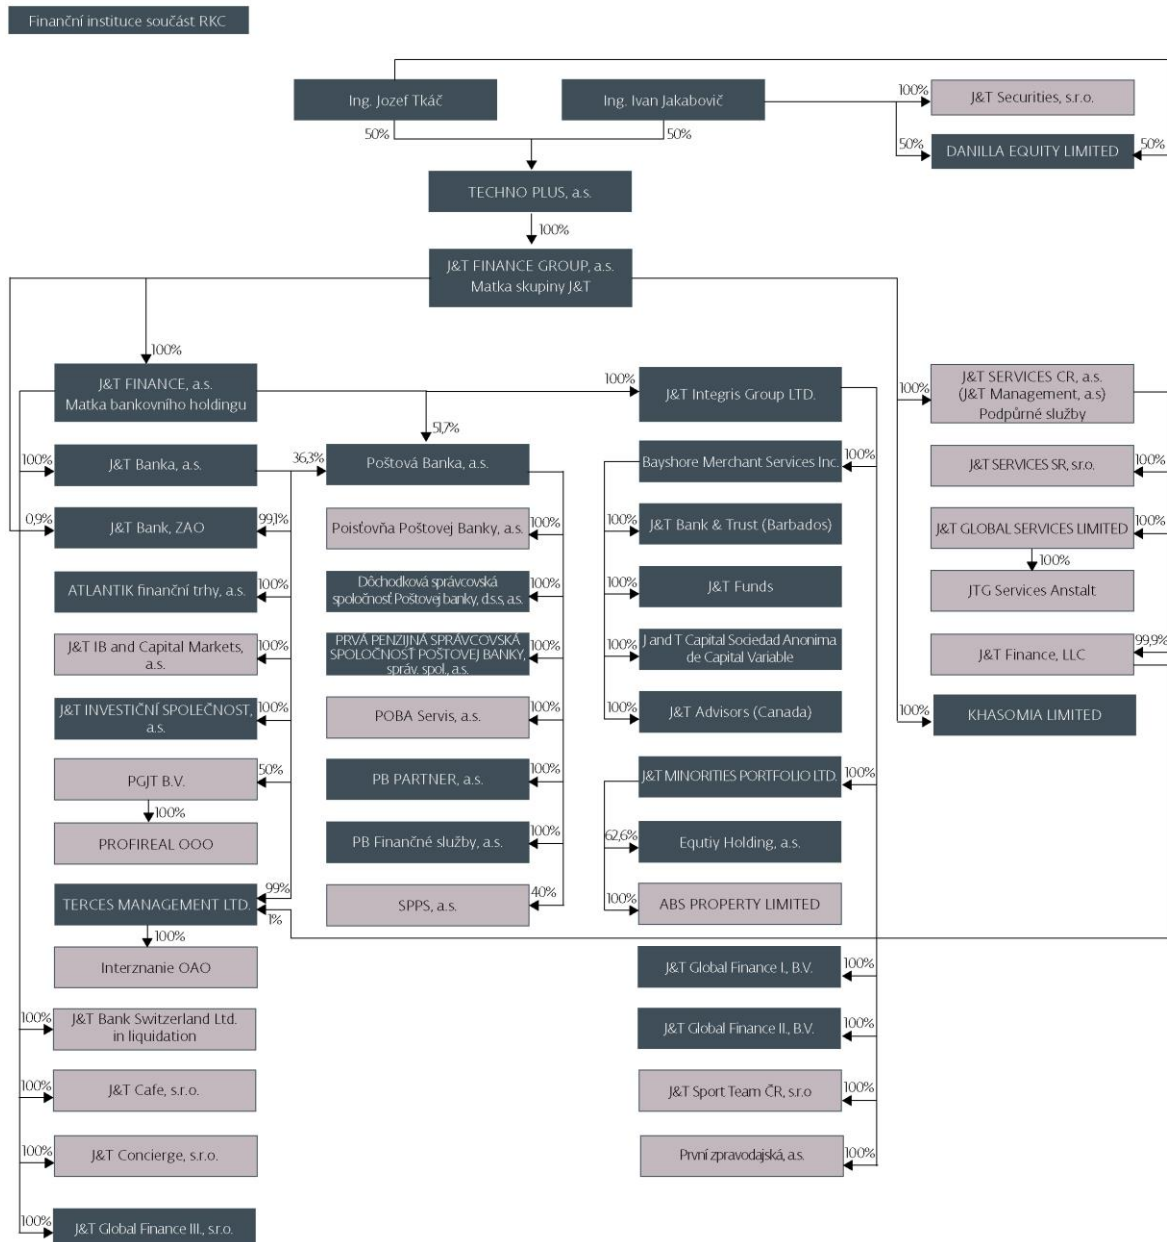 Finanční instituce součást RKC
Ing. Jozef Tkáč
Ing. Ivan Jakabovič
100%
J&T Securities, s.r.o.
50%
50%
50%
DANILLA EQUITY LIMITED
50%
TECHNO PLUS, a.s.
100%
J&T FINANCE GROUP, a.s.
Matka skupiny J&T
100%
J&T FINANCE, a.s.
Matka bankovního holdingu
51,7%
100%
J&T Integris Group LTD.
100%
J&T SERVICES CR, a.s.
(J&T Management, a.s)
Podpůrné služby
100%
J&T Banka, a.s.
36,3%
Poštová Banka, a.s.
Bayshore Merchant Services Inc.
100%
J&T SERVICES SR, s.r.o.
100%
0,9%
J&T Bank, ZAO
99,1%
Poisťovňa Poštovej Banky, a.s.
100%
100%
J&T Bank & Trust (Barbados)
J&T GLOBAL SERVICES LIMITED
100%
100%
ATLANTIK finanční trhy, a.s.
100%
Dôchodková správcovská
spoločnosť Poštovej banky, d.s.s, a.s.
100%
100%
J&T Funds
JTG Services Anstalt
J&T IB and Capital Markets,
a.s.
100%
PRVÁ PENZIJNÁ SPRÁVCOVSKÁ
SPOLOČNOSŤ POŠTOVEJ BANKY,
správ. spol., a.s.
100%
100%
J and T Capital Sociedad Anonima
de Capital Variable
J&T Finance, LLC
99,9%
J&T INVESTIČNÍ SPOLEČNOST,
a.s.
100%
POBA Servis, a.s.
100%
100%
J&T Advisors (Canada)
100%
KHASOMIA LIMITED
PGJT B.V.
50%
100%
PB PARTNER, a.s.
100%
J&T MINORITIES PORTFOLIO LTD.
100%
PROFIREAL OOO
PB Finančné služby, a.s.
100%
62,6%
Equtiy Holding, a.s.
TERCES MANAGEMENT LTD.
99%
1%
100%
SPPS, a.s.
40%
100%
ABS PROPERTY LIMITED
Interznanie OAO
J&T Global Finance I., B.V.
100%
100%
J&T Bank Switzerland Ltd.
in liquidation
J&T Global Finance II., B.V.
100%
100%
J&T Cafe, s.r.o.
J&T Sport Team ČR, s.r.o
100%
100%
J&T Concierge, s.r.o.
První zpravodajská, a.s.
100%
100%
J&T Global Finance III., s.r.o.